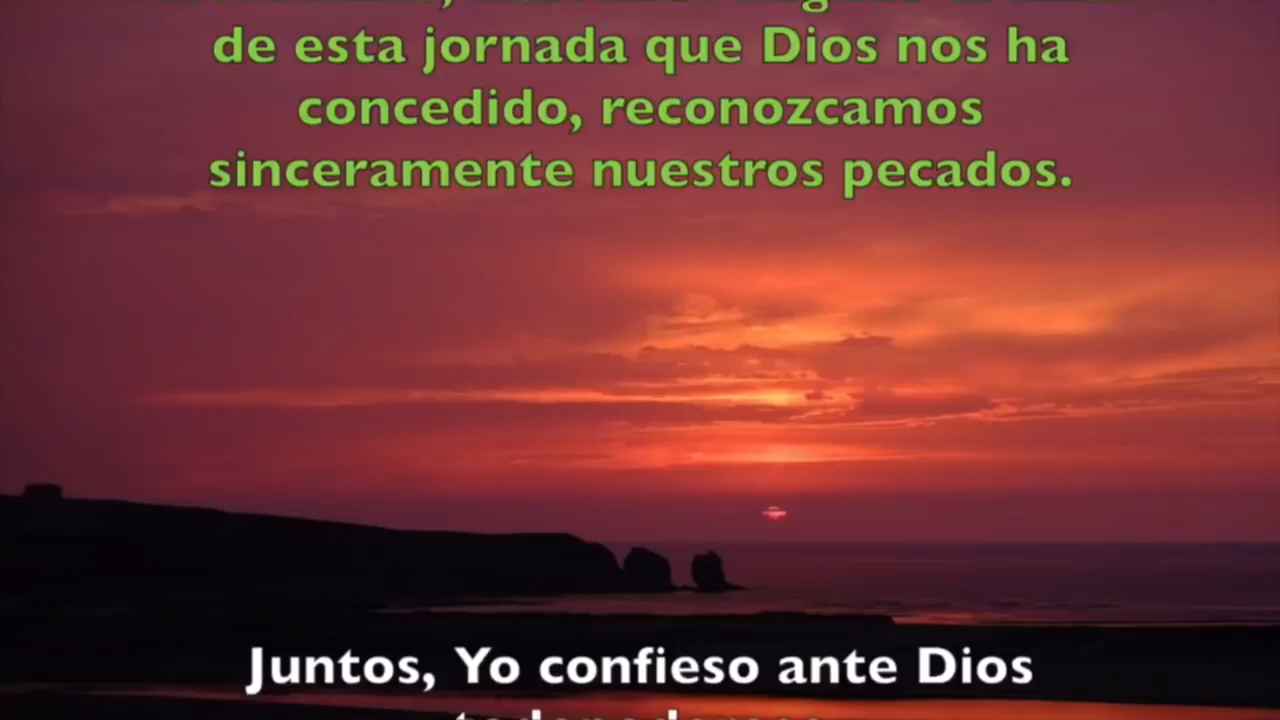 de esta jornada que Dios nos ha
concedido, reconozcamos
sinceramente nuestros pecados.
Juntos, Yo confieso ante Dios